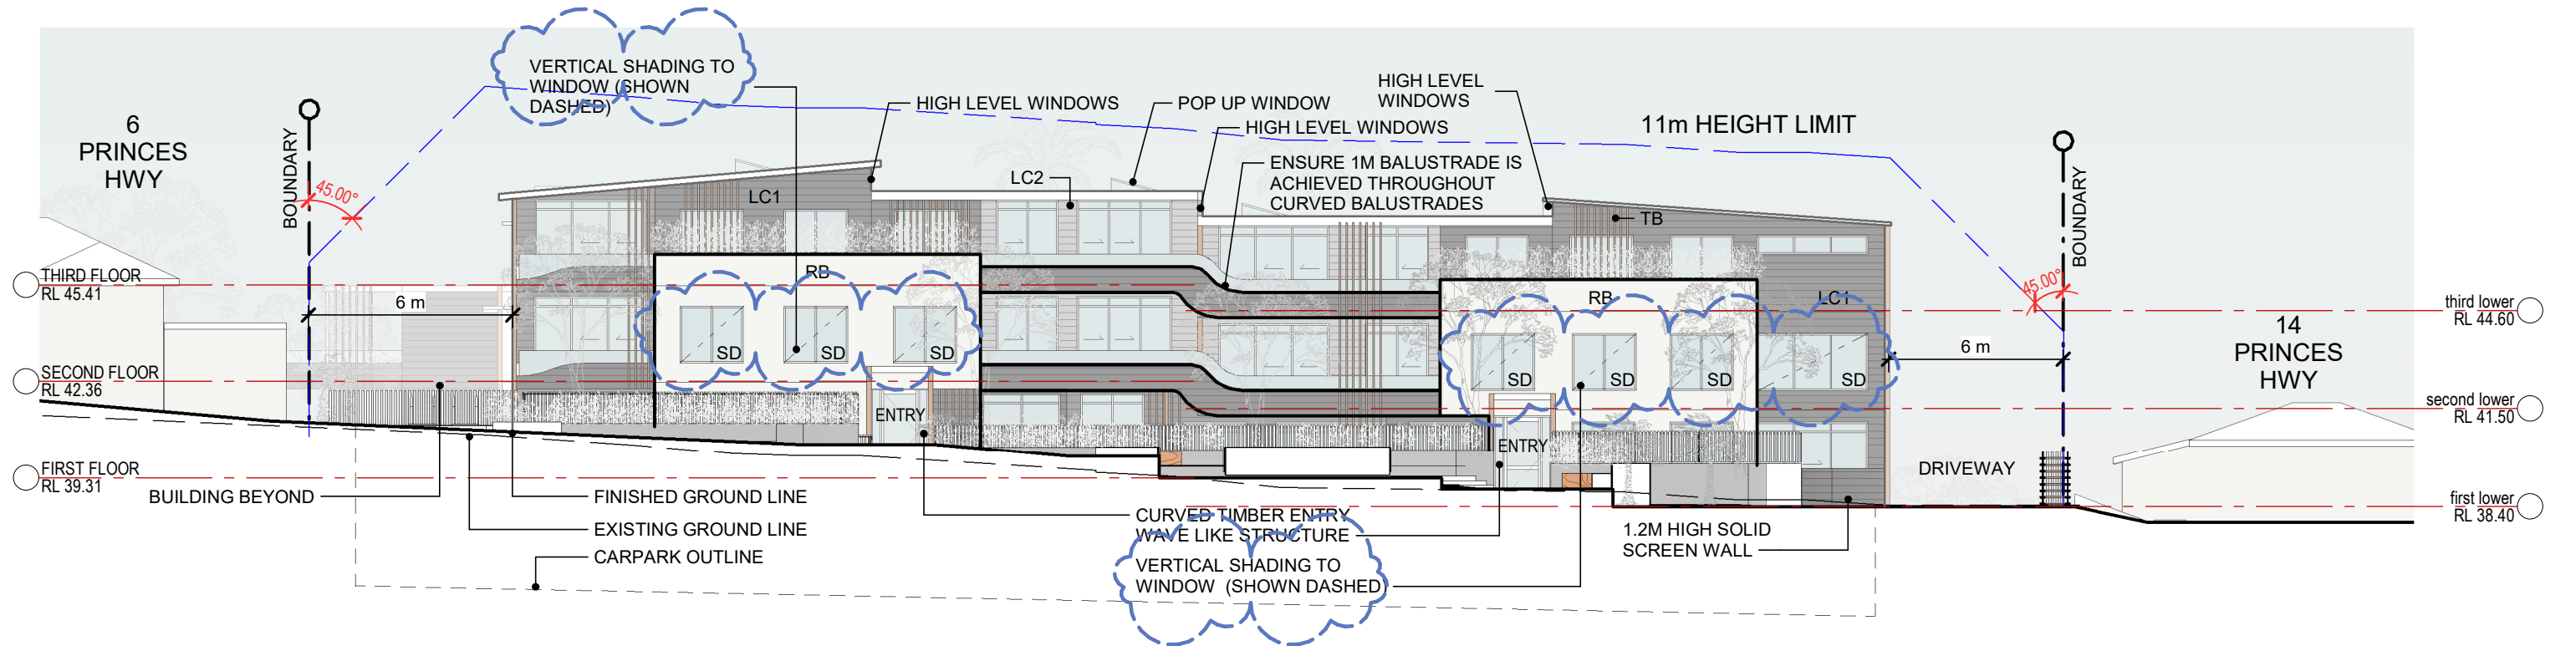 VERTICAL SHADING TO
WINDOW (SHOWN
DASHED)
HIGH LEVEL WINDOWS
POP UP WINDOW
HIGH LEVEL
WINDOWS
HIGH LEVEL WINDOWS
11m HEIGHT LIMIT
6
PRINCES
HWY
BOUNDARY
45.00°
LC1
LC2
ENSURE 1M BALUSTRADE IS
ACHIEVED THROUGHOUT
CURVED BALUSTRADES
TB
BOUNDARY
45.00°
THIRD FLOOR
RL 45.41
6 m
RB
RB
LC1
third lower
RL 44.60
14
PRINCES
HWY
6 m
SD
SD
SD
SD
SD
SD
SD
SECOND FLOOR
RL 42.36
second lower
RL 41.50
ENTRY
ENTRY
FIRST FLOOR
RL 39.31
DRIVEWAY
first lower
RL 38.40
BUILDING BEYOND
FINISHED GROUND LINE
EXISTING GROUND LINE
CARPARK OUTLINE
CURVED TIMBER ENTRY
WAVE LIKE STRUCTURE
VERTICAL SHADING TO
WINDOW (SHOWN DASHED)
1.2M HIGH SOLID
SCREEN WALL